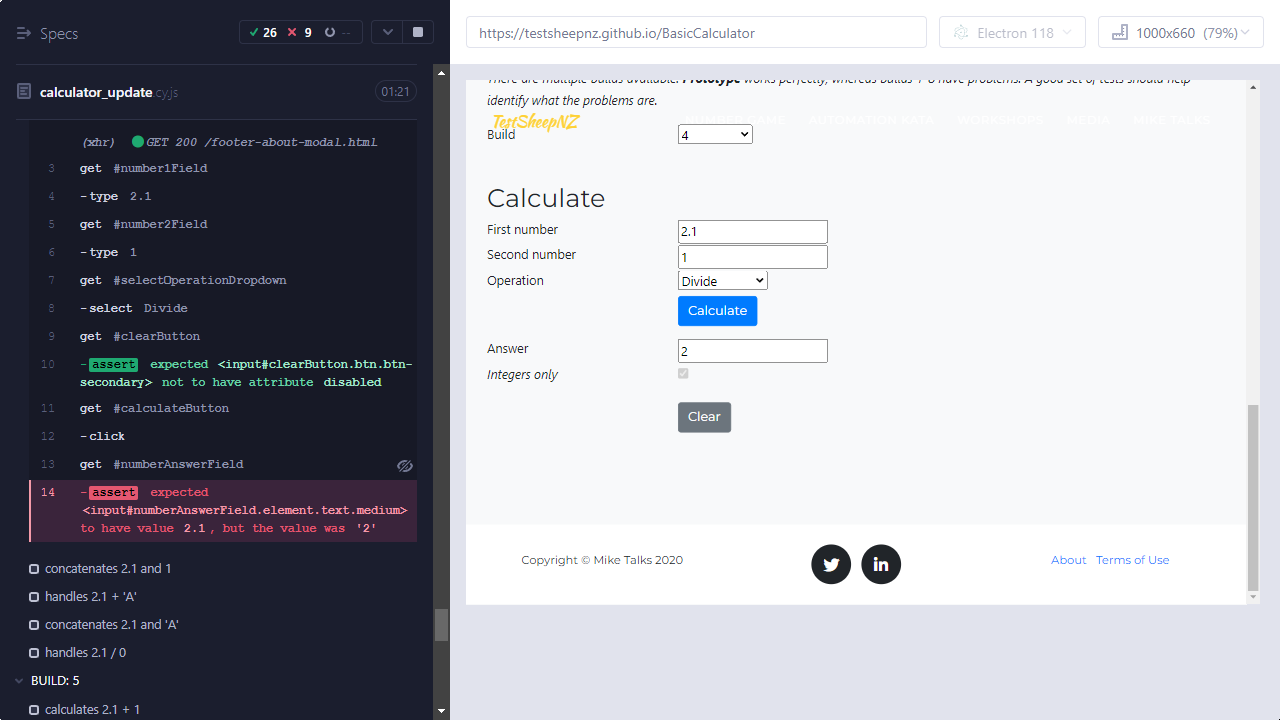 Specs
26 9 --
calculator_update.cy.js 01:21
(xhr) GET 200 /footer-about-modal.html
3 get #number1Field
4 -type 2.1
5 get #number2Field
6 -type 1
7 get #selectOperationDropdown
8 -select Divide
9 get #clearButton
10 -assert expected <input#clearButton.btn.btn-
secondary> not to have attribute disabled
11 get #calculateButton
12 -click
13 get #numberAnswerField
14 -assert expected
<input#numberAnswerField.element.text.medium>
to have value 2.1, but the value was '2'
concatenates 2.1 and 1
handles 2.1 + 'A'
concatenates 2.1 and 'A'
handles 2.1 / 0
BUILD: 5
calculates 2.1 + 1
https://testsheepnz.github.io/BasicCalculator
Electron 118
1000x660 (79%)
There are multiple builds available. Prototype works perfectly, whereas builds 1-8 have problems. A good set of tests should help
identify what the problems are.
TestSheepNZ
AUTOMATION PAPA WORKSHOPS MEDIA MIKE TALKS
Build 4
Calculate
First number 2.1
Second number 1
Operation Divide
Calculate
Answer 2
Integers only
Clear
Copyright © Mike Talks 2020
in
About Terms of Use